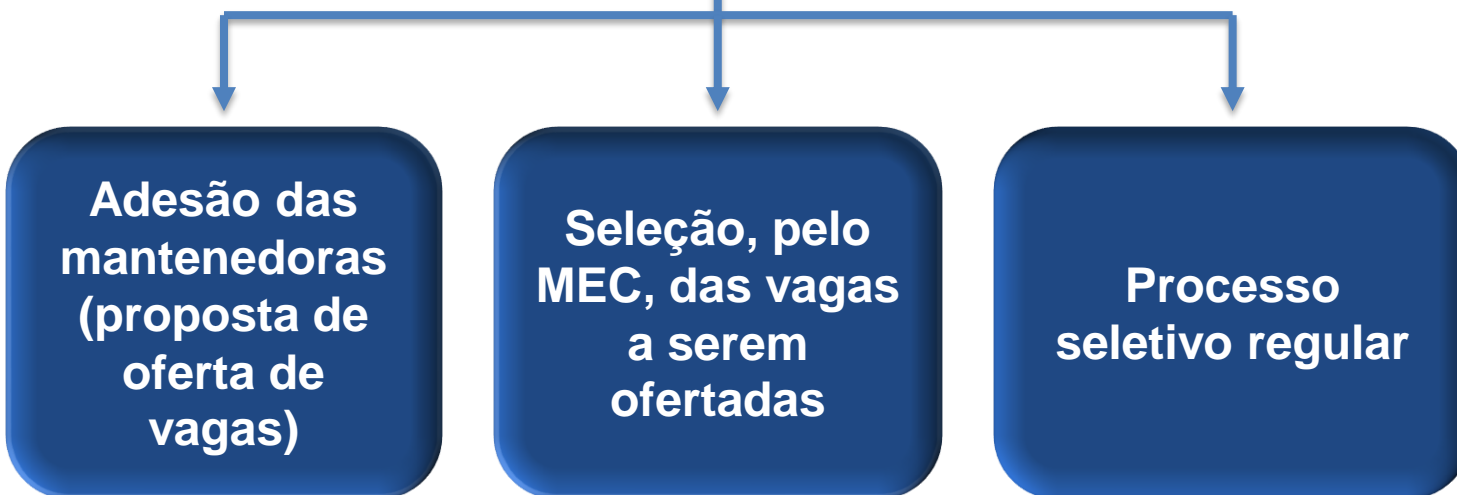 Adesão das
mantenedoras
(proposta de
oferta de
vagas)
Seleção, pelo
MEC, das vagas
a serem
ofertadas
Processo
seletivo regular